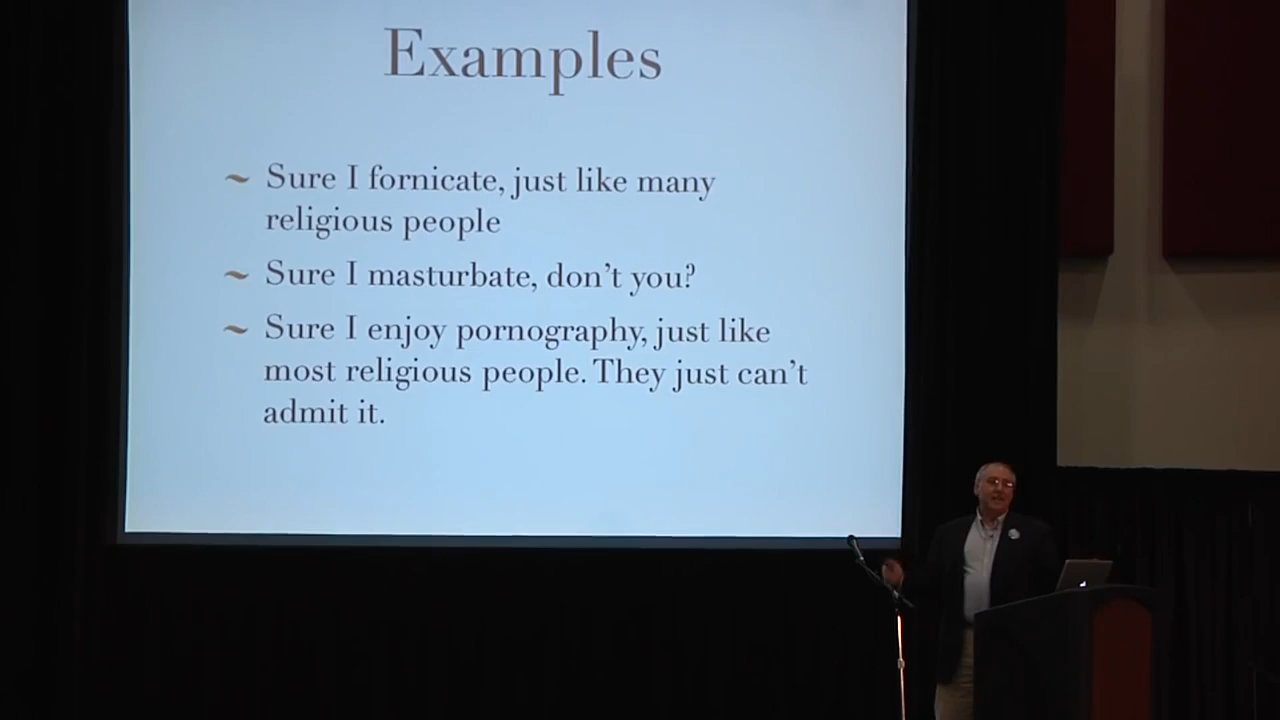 Examples
~ Sure I fornicate, just like many
religious people
~ Sure I masturbate, don't you?
~ Sure I enjoy pornography, just like
most religious people. They just can't
admit it.